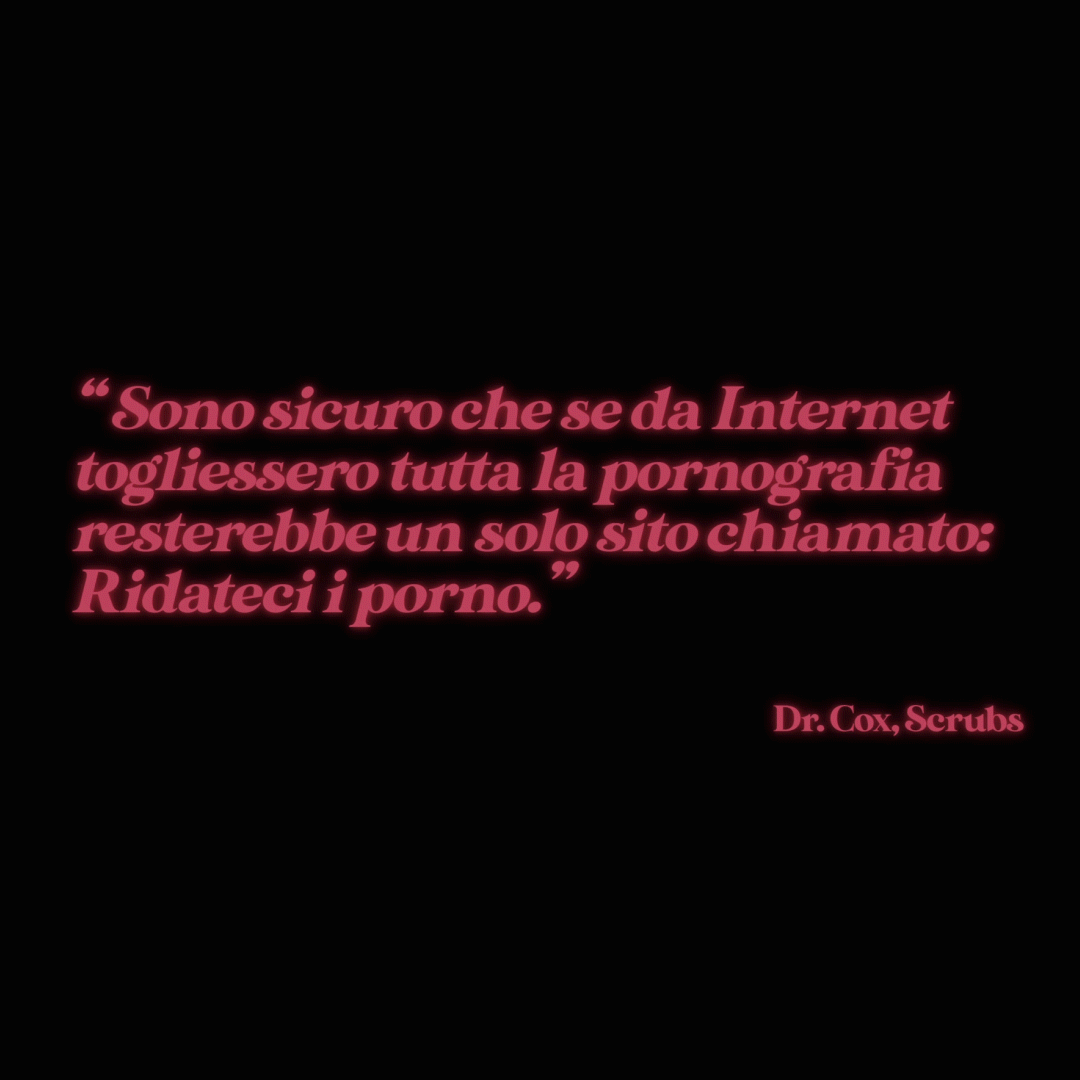 “Sono sicuro che se da Internet
togliessero tutta la pornografia
resterebbe un solo sito chiamato:
Ridateci i porno.”
Dr. Cox, Scrubs